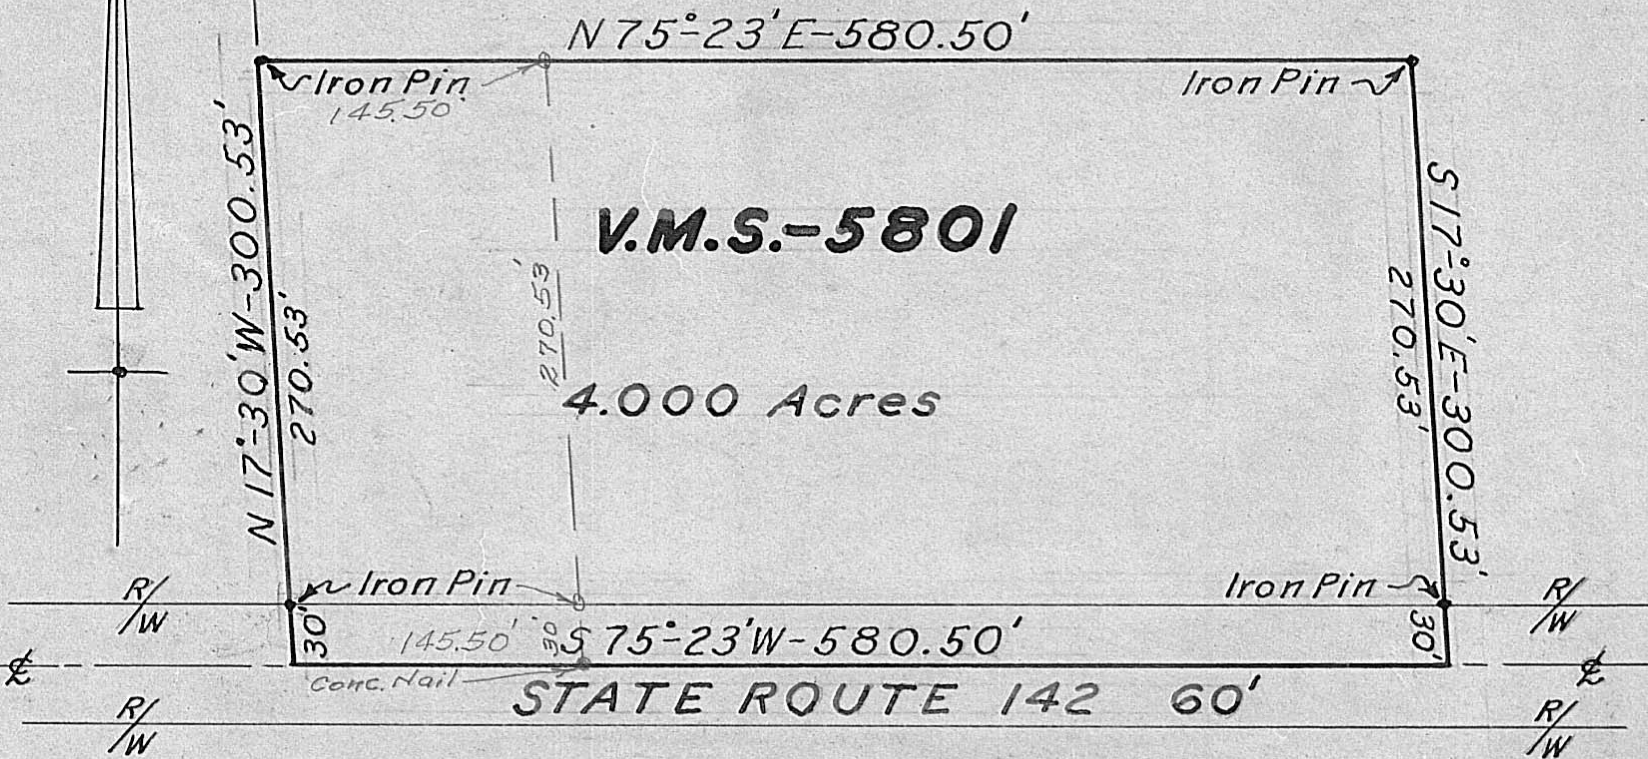 N 75°-23' E-580.50'
Iron Pin
145.50'
Iron Pin
N 17°-30' W-300.53'
270.53'
270.53'
V.M.S.-5801
4.000 Acres
S 17°-30' E-300.53'
270.53'
R/W
Iron Pin
Iron Pin
R/W
30'
145.50'
30'
S 75°-23' W-580.50'
30'
℄
Conc. Nail
℄
STATE ROUTE 142 60'
R/W
R/W